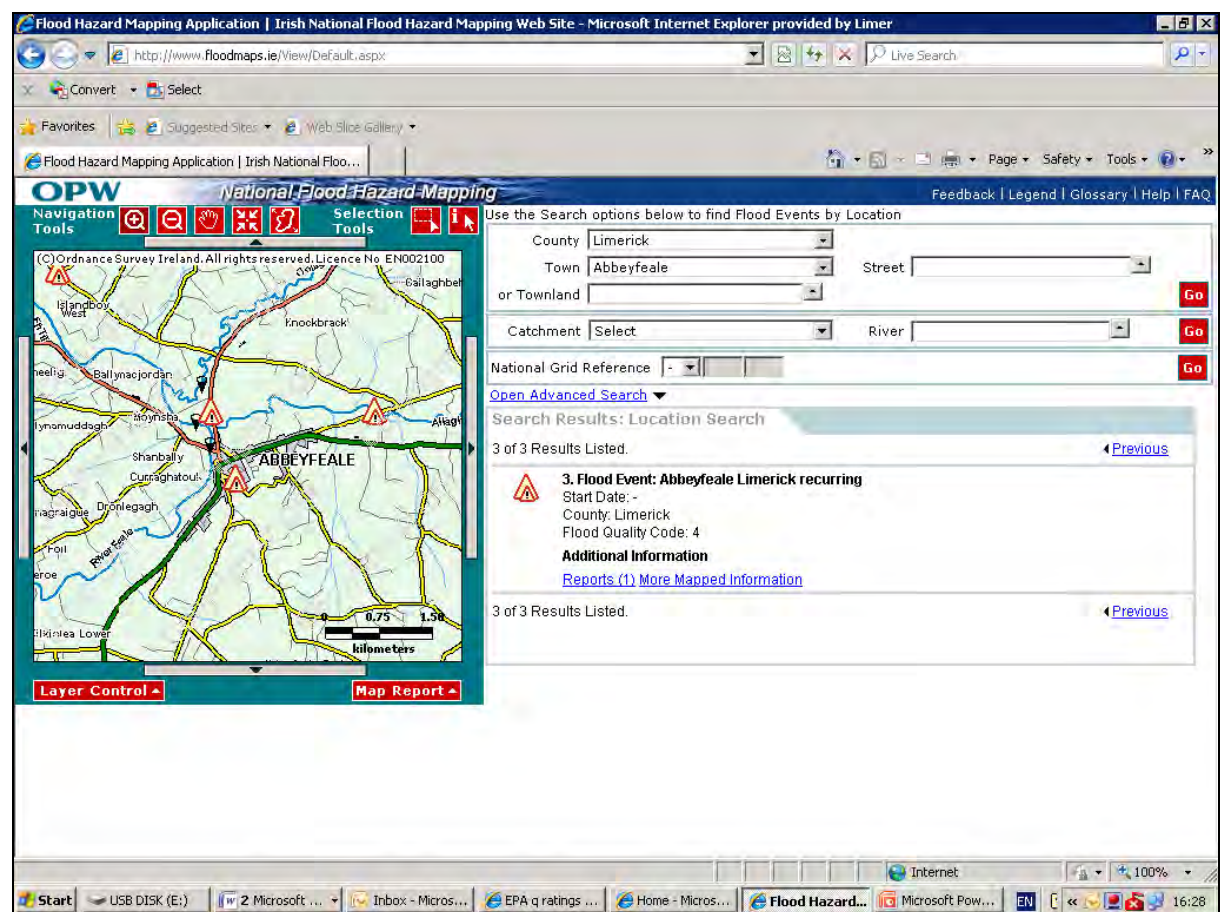 Flood Hazard Mapping Application | Irish National Flood Hazard Mapping Web Site - Microsoft Internet Explorer provided by Limer
http://www.floodmaps.ie/View/Default.aspx
Live Search
x Convert Select
Favorites Suggested Sites Web Slice Gallery
Flood Hazard Mapping Application | Irish National Floo...
Page Safety Tools »
OPW National Flood Hazard Mapping
Feedback | Legend | Glossary | Help | FAQ
Navigation Tools
Selection Tools
(C)Ordnance Survey Ireland. All rights reserved. Licence No EN002100
Islandboy West
Knockbrack
Ballynacjordan
Shanbally
ABBEYFEALE
Dronlegagh
River Feale
0 0.75 1.50
kilometers
Layer Control
Map Report
Use the Search options below to find Flood Events by Location
County Limerick
Town Abbeyfeale Street
or Townland
Go
Catchment Select River Go
National Grid Reference - Go
Open Advanced Search
Search Results: Location Search
3 of 3 Results Listed. Previous
3. Flood Event: Abbeyfeale Limerick recurring
Start Date: -
County: Limerick
Flood Quality Code: 4
Additional Information
Reports (1) More Mapped Information
3 of 3 Results Listed. Previous
Internet 100%
Start USB DISK (E:) 2 Microsoft ... Inbox - Micros... EPA q ratings ... Home - Micros... Flood Hazard... Microsoft Pow... EN « 16:28